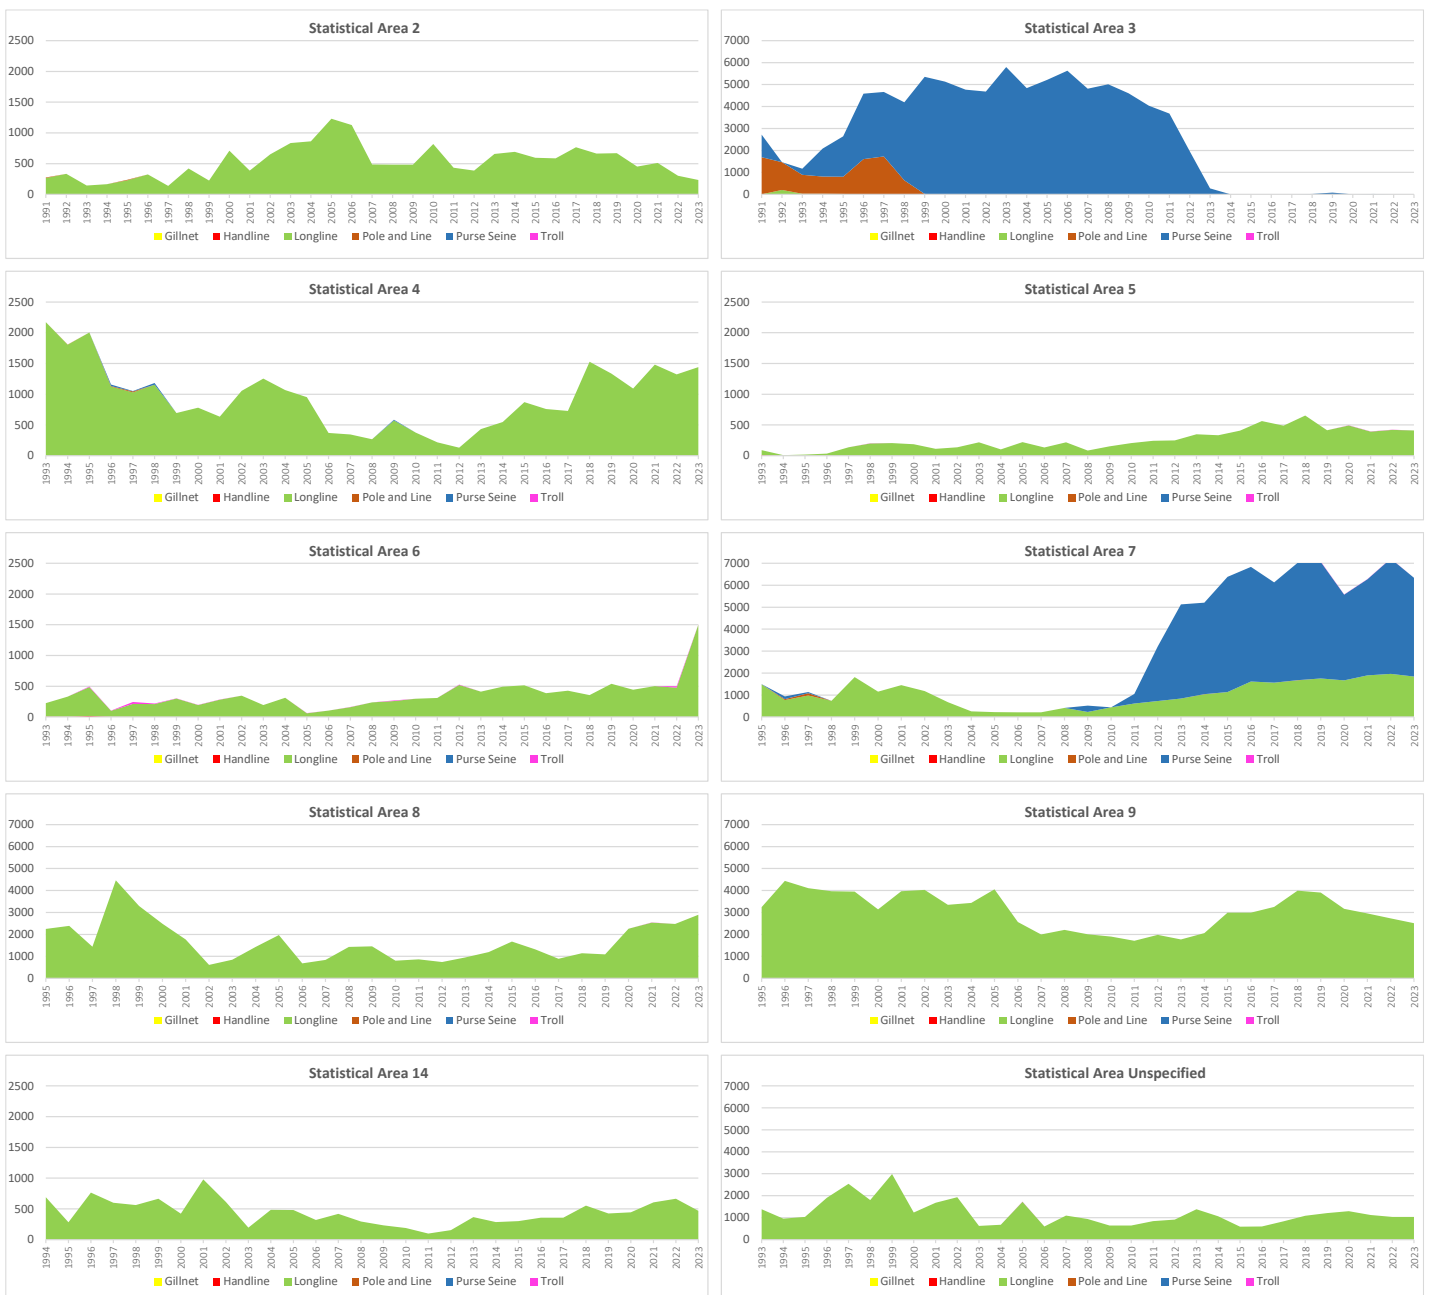 Statistical Area 2
2500
2000
1500
1000
500
0
1991 1992 1993 1994 1995 1996 1997 1998 1999 2000 2001 2002 2003 2004 2005 2006 2007 2008 2009 2010 2011 2012 2013 2014 2015 2016 2017 2018 2019 2020 2021 2022 2023
Gillnet Handline Longline Pole and Line Purse Seine Troll
Statistical Area 3
7000
6000
5000
4000
3000
2000
1000
0
1991 1992 1993 1994 1995 1996 1997 1998 1999 2000 2001 2002 2003 2004 2005 2006 2007 2008 2009 2010 2011 2012 2013 2014 2015 2016 2017 2018 2019 2020 2021 2022 2023
Gillnet Handline Longline Pole and Line Purse Seine Troll
Statistical Area 4
2500
2000
1500
1000
500
0
1993 1994 1995 1996 1997 1998 1999 2000 2001 2002 2003 2004 2005 2006 2007 2008 2009 2010 2011 2012 2013 2014 2015 2016 2017 2018 2019 2020 2021 2022 2023
Gillnet Handline Longline Pole and Line Purse Seine Troll
Statistical Area 5
2500
2000
1500
1000
500
0
1993 1994 1995 1996 1997 1998 1999 2000 2001 2002 2003 2004 2005 2006 2007 2008 2009 2010 2011 2012 2013 2014 2015 2016 2017 2018 2019 2020 2021 2022 2023
Gillnet Handline Longline Pole and Line Purse Seine Troll
Statistical Area 6
2500
2000
1500
1000
500
0
1993 1994 1995 1996 1997 1998 1999 2000 2001 2002 2003 2004 2005 2006 2007 2008 2009 2010 2011 2012 2013 2014 2015 2016 2017 2018 2019 2020 2021 2022 2023
Gillnet Handline Longline Pole and Line Purse Seine Troll
Statistical Area 7
7000
6000
5000
4000
3000
2000
1000
0
1995 1996 1997 1998 1999 2000 2001 2002 2003 2004 2005 2006 2007 2008 2009 2010 2011 2012 2013 2014 2015 2016 2017 2018 2019 2020 2021 2022 2023
Gillnet Handline Longline Pole and Line Purse Seine Troll
Statistical Area 8
7000
6000
5000
4000
3000
2000
1000
0
1995 1996 1997 1998 1999 2000 2001 2002 2003 2004 2005 2006 2007 2008 2009 2010 2011 2012 2013 2014 2015 2016 2017 2018 2019 2020 2021 2022 2023
Gillnet Handline Longline Pole and Line Purse Seine Troll
Statistical Area 9
7000
6000
5000
4000
3000
2000
1000
0
1995 1996 1997 1998 1999 2000 2001 2002 2003 2004 2005 2006 2007 2008 2009 2010 2011 2012 2013 2014 2015 2016 2017 2018 2019 2020 2021 2022 2023
Gillnet Handline Longline Pole and Line Purse Seine Troll
Statistical Area 14
2500
2000
1500
1000
500
0
1994 1995 1996 1997 1998 1999 2000 2001 2002 2003 2004 2005 2006 2007 2008 2009 2010 2011 2012 2013 2014 2015 2016 2017 2018 2019 2020 2021 2022 2023
Gillnet Handline Longline Pole and Line Purse Seine Troll
Statistical Area Unspecified
7000
6000
5000
4000
3000
2000
1000
0
1993 1994 1995 1996 1997 1998 1999 2000 2001 2002 2003 2004 2005 2006 2007 2008 2009 2010 2011 2012 2013 2014 2015 2016 2017 2018 2019 2020 2021 2022 2023
Gillnet Handline Longline Pole and Line Purse Seine Troll